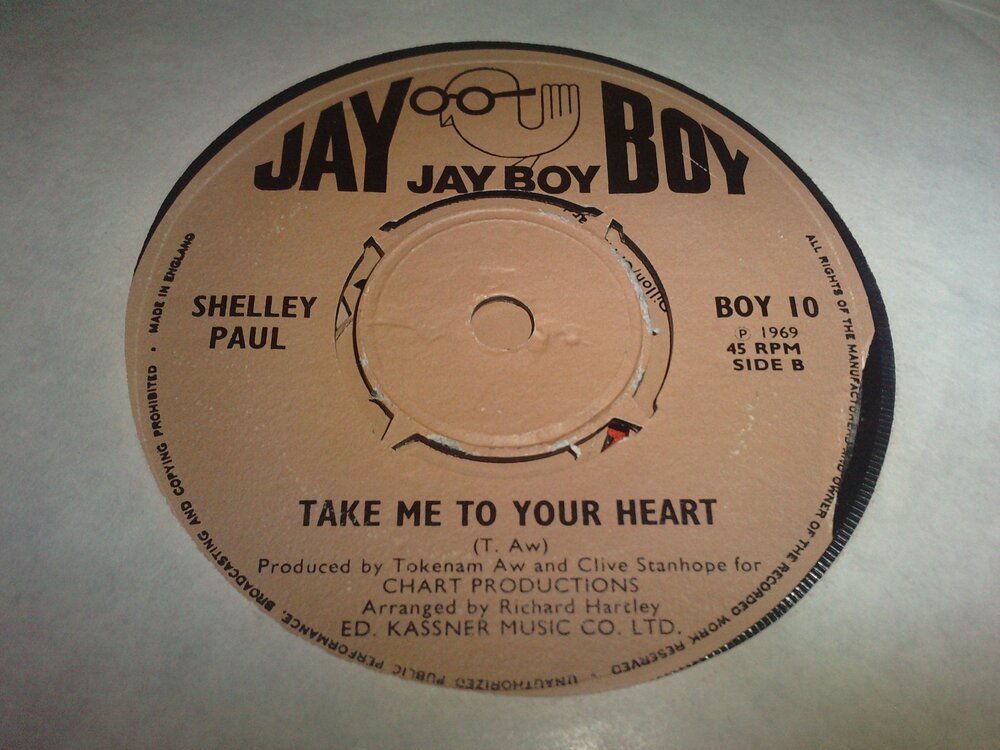 JAY BOY
JAY BOY
SHELLEY
PAUL
BOY 10
℗ 1969
45 RPM
SIDE B
TAKE ME TO YOUR HEART
(T. Aw)
Produced by Tokenam Aw and Clive Stanhope for
CHART PRODUCTIONS
Arranged by Richard Hartley
ED. KASSNER MUSIC CO. LTD.
ALL RIGHTS OF THE MANUFACTURER AND OWNER OF THE RECORDED WORK RESERVED
UNAUTHORIZED PUBLIC PERFORMANCE, BROADCASTING AND COPYING PROHIBITED • MADE IN ENGLAND